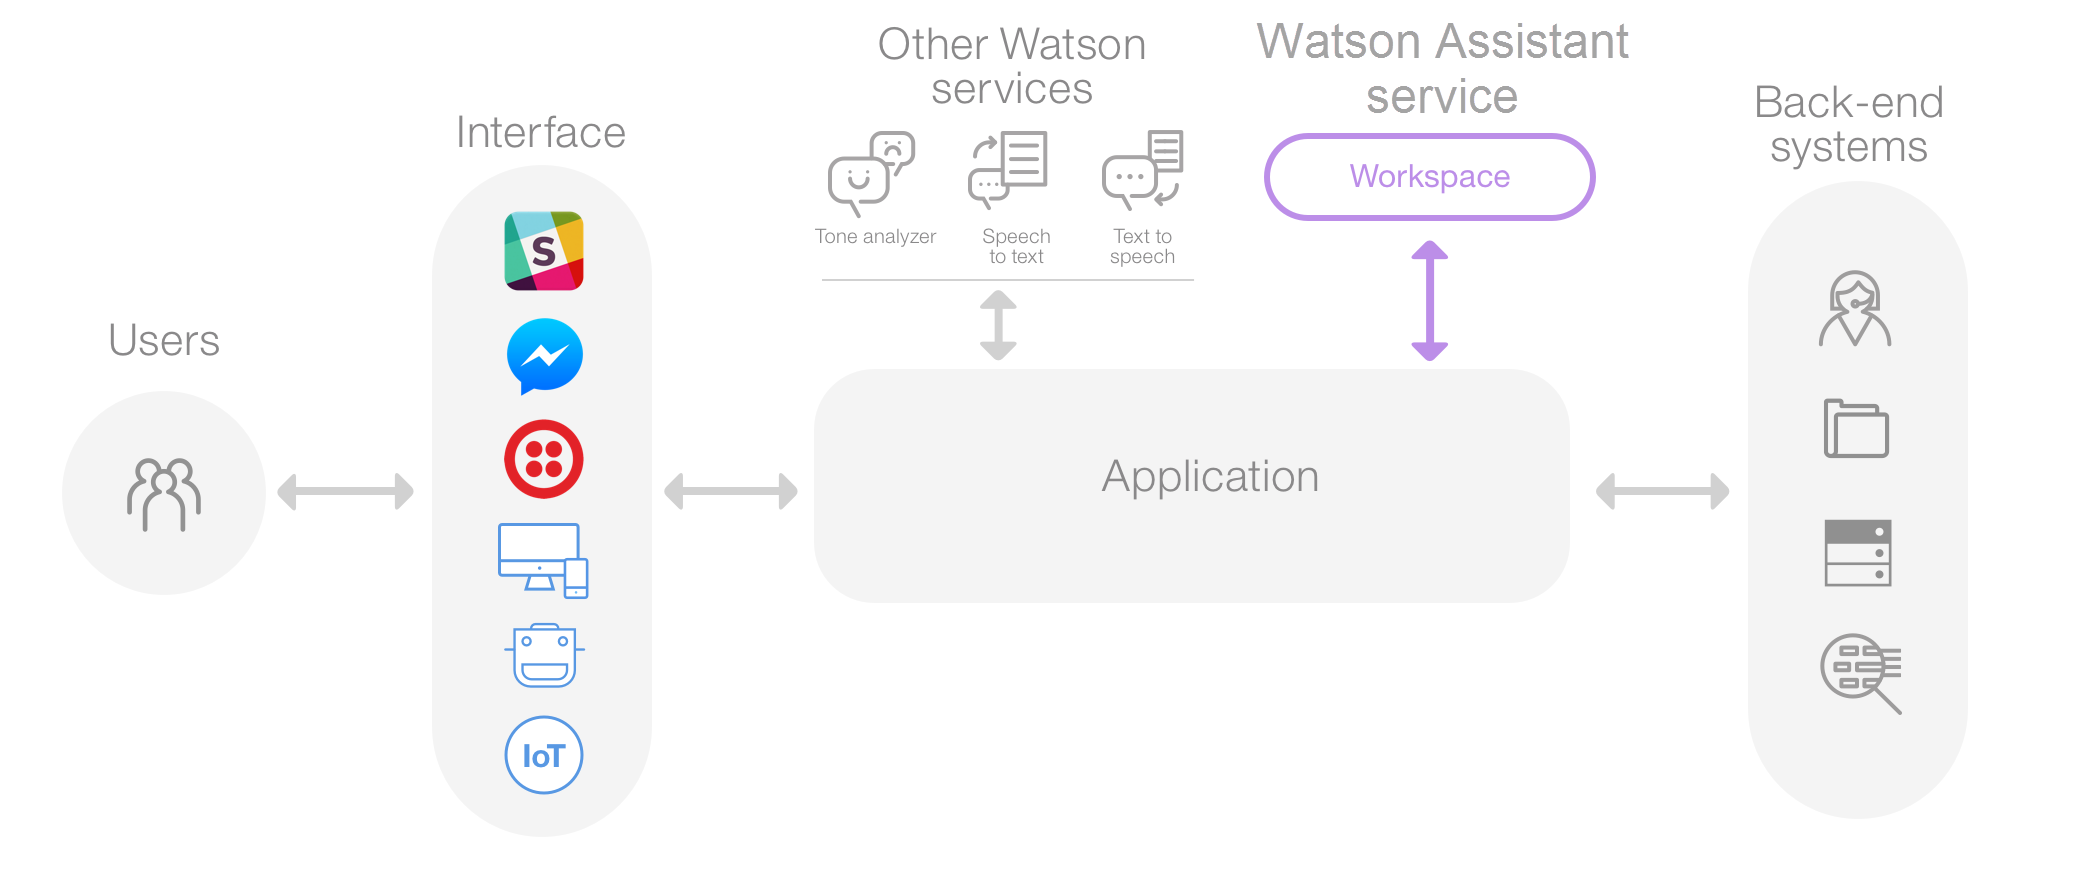 Users
Interface
S
IoT
Other Watson
services
Tone analyzer
Speech
to text
Text to
speech
Watson Assistant
service
Workspace
Application
Back-end
systems